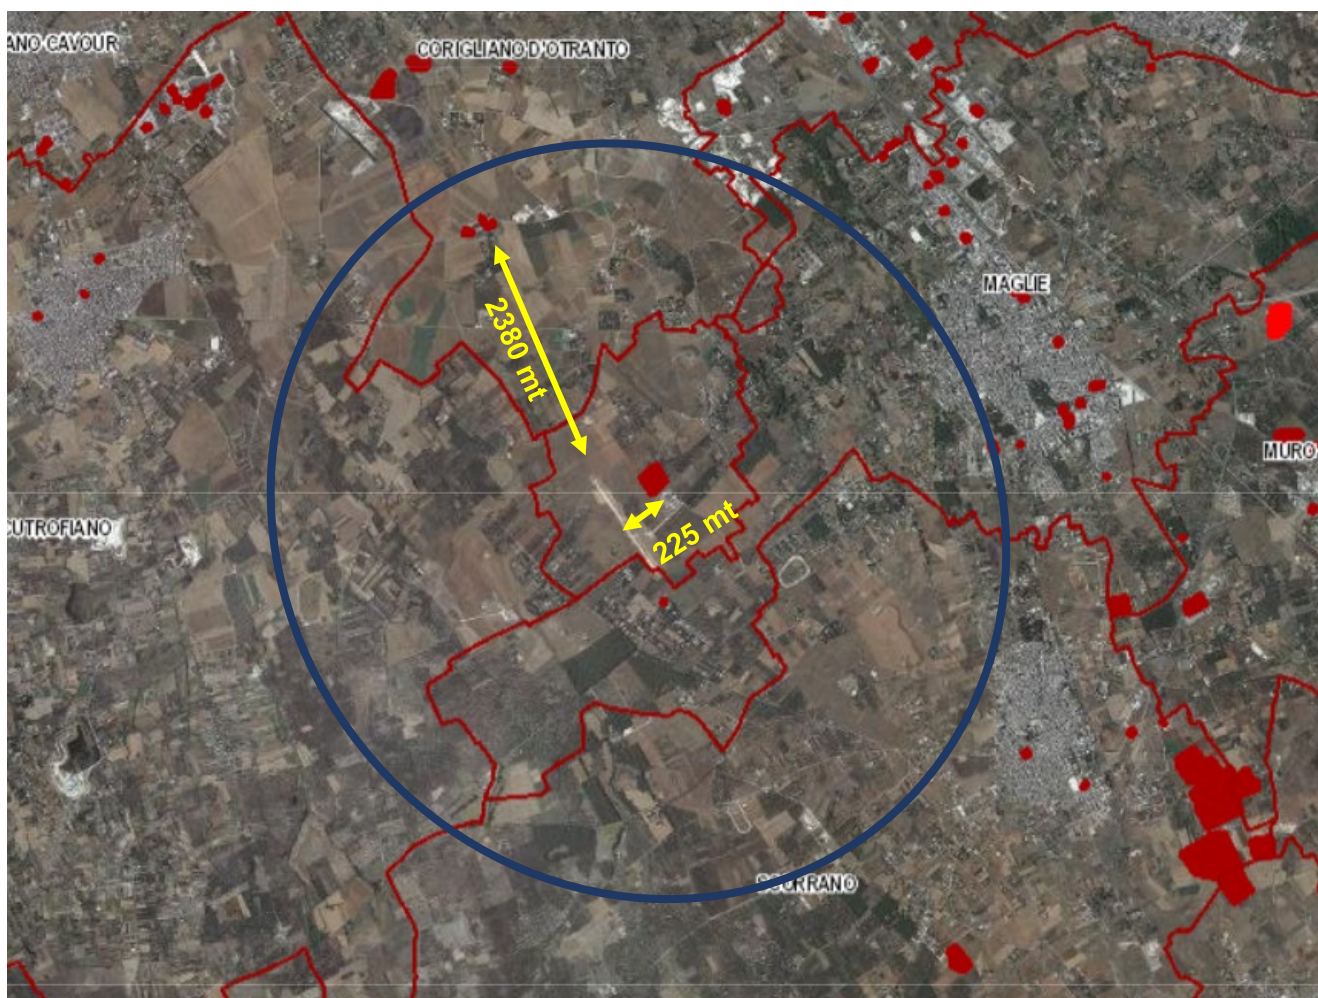 ANO CAVOUR
CORIGLIANO D'OTRANTO
MAGLIE
2380 mt
MURO
225 mt
CUTROFIANO
SCORRANO